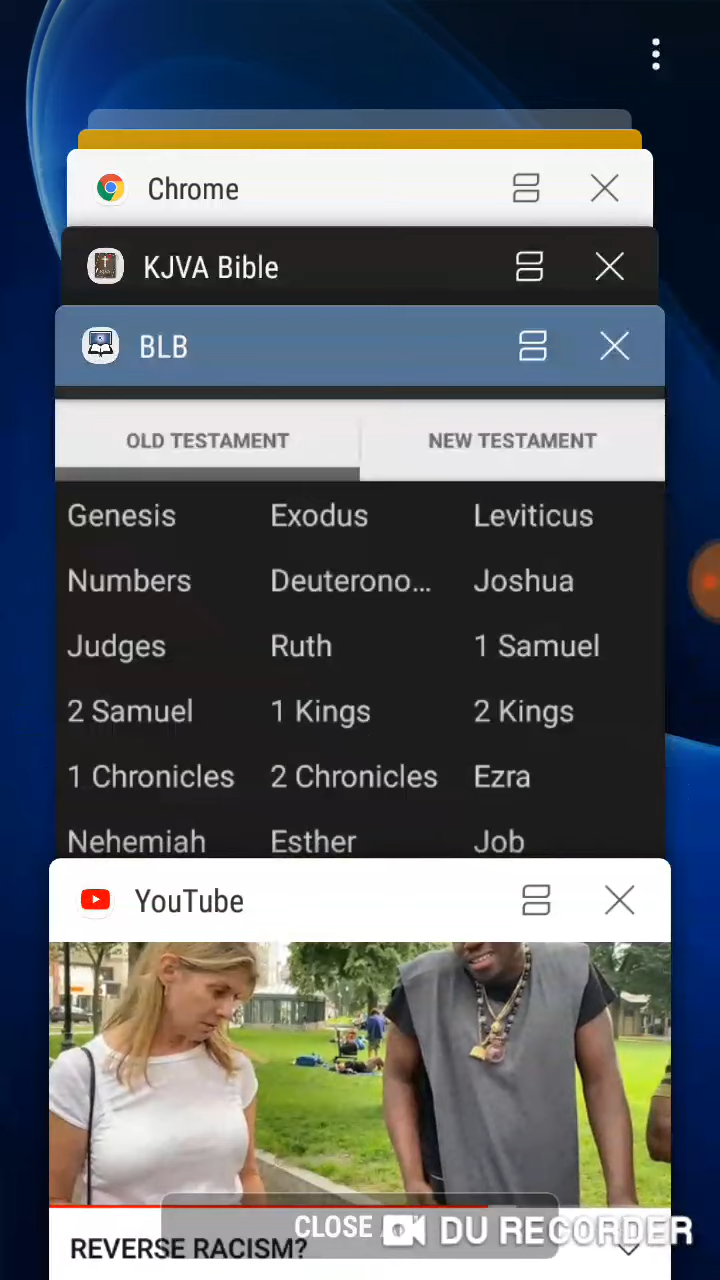 Chrome
KJVA Bible
BLB
OLD TESTAMENT NEW TESTAMENT
Genesis Exodus Leviticus
Numbers Deuterono... Joshua
Judges Ruth 1 Samuel
2 Samuel 1 Kings 2 Kings
1 Chronicles 2 Chronicles Ezra
Nehemiah Esther Job
YouTube
CLOSE
DU RECORDER
REVERSE RACISM?